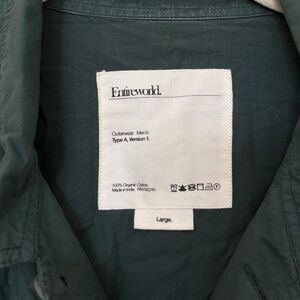 Entireworld.
Outerwear. Men's
Type A, Version 1.
100% Organic Cotton.
Made in India.
Large.